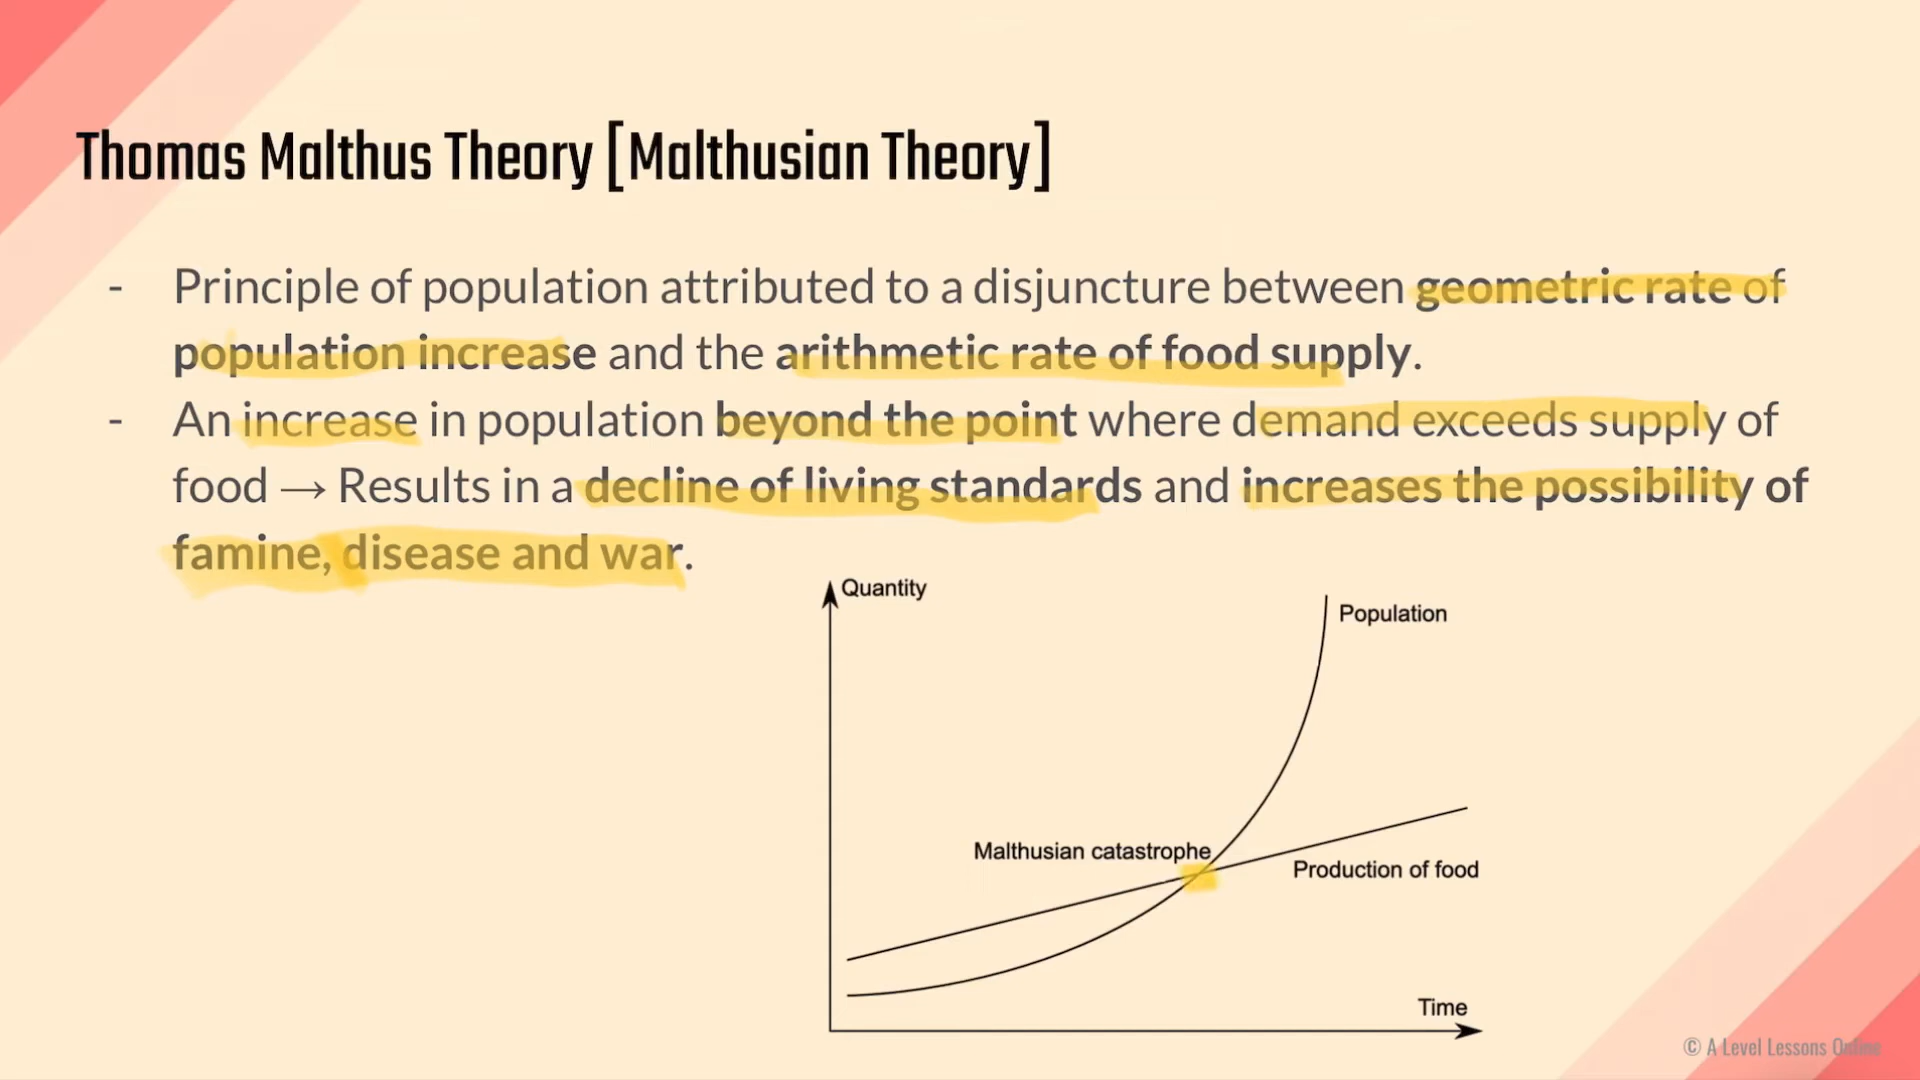 Thomas Malthus Theory [Malthusian Theory]
- Principle of population attributed to a disjuncture between geometric rate of
population increase and the arithmetic rate of food supply.
- An increase in population beyond the point where demand exceeds supply of
food → Results in a decline of living standards and increases the possibility of
famine, disease and war.
Quantity
Population
Malthusian catastrophe
Production of food
Time
© A Level Lessons Online